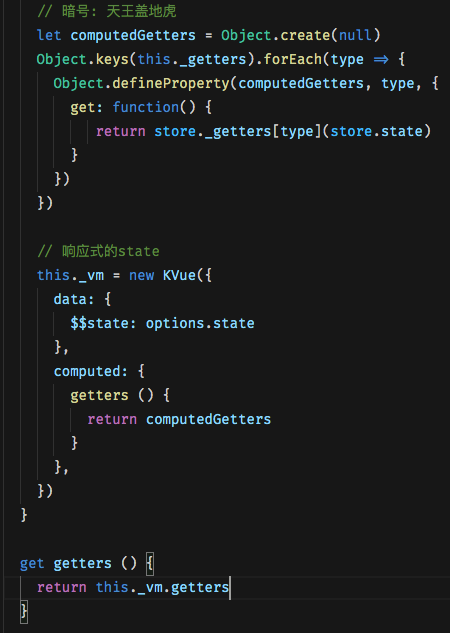 // 暗号: 天王盖地虎
let computedGetters = Object.create(null)
Object.keys(this._getters).forEach(type => {
Object.defineProperty(computedGetters, type, {
get: function() {
return store._getters[type](store.state)
}
})
})
// 响应式的state
this._vm = new KVue({
data: {
$$state: options.state
},
computed: {
getters () {
return computedGetters
}
},
})
}
get getters () {
return this._vm.getters
}